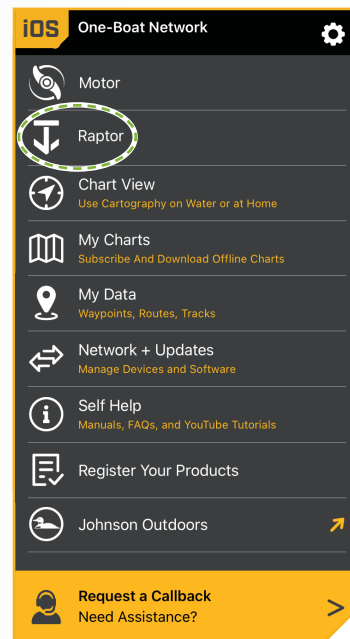 iOS One-Boat Network
Motor
Raptor
Chart View
Use Cartography on Water or at Home
My Charts
Subscribe And Download Offline Charts
My Data
Waypoints, Routes, Tracks
Network + Updates
Manage Devices and Software
Self Help
Manuals, FAQs, and YouTube Tutorials
Register Your Products
Johnson Outdoors
Request a Callback
Need Assistance?